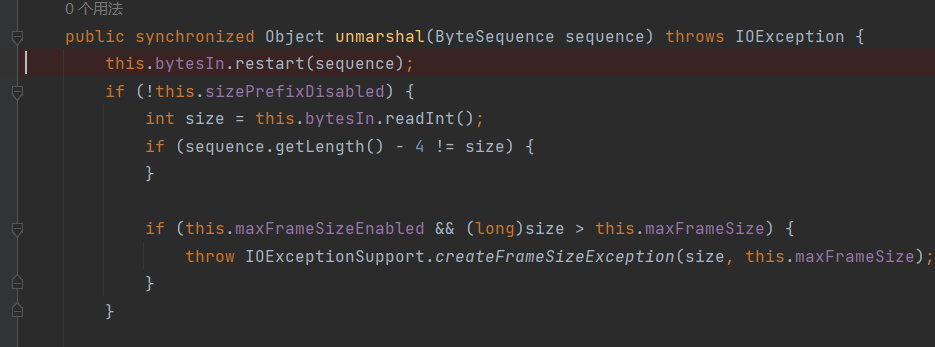 0 个用法
public synchronized Object unmarshal(ByteSequence sequence) throws IOException {
this.bytesIn.restart(sequence);
if (!this.sizePrefixDisabled) {
int size = this.bytesIn.readInt();
if (sequence.getLength() - 4 != size) {
}
if (this.maxFrameSizeEnabled && (long)size > this.maxFrameSize) {
throw IOExceptionSupport.createFrameSizeException(size, this.maxFrameSize);
}
}